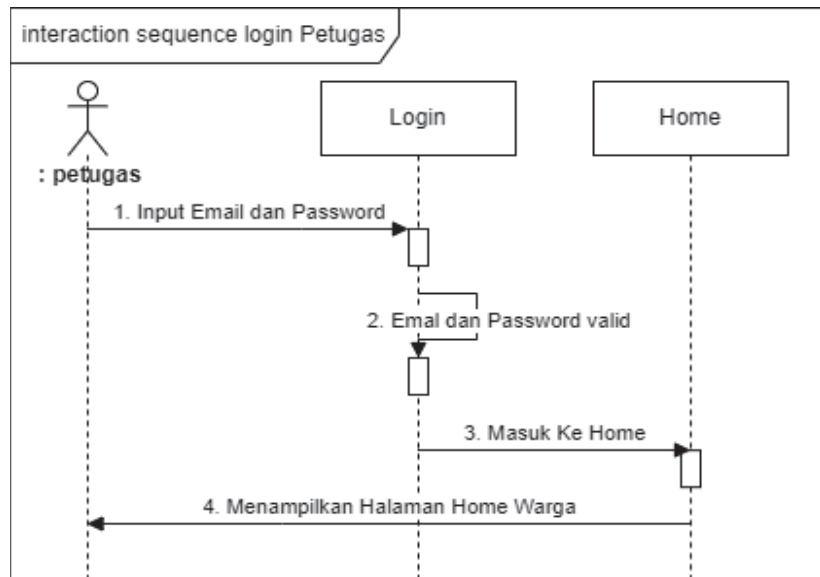 interaction sequence login Petugas
Login
Home
: petugas
1. Input Email dan Password
2. Emal dan Password valid
3. Masuk Ke Home
4. Menampilkan Halaman Home Warga